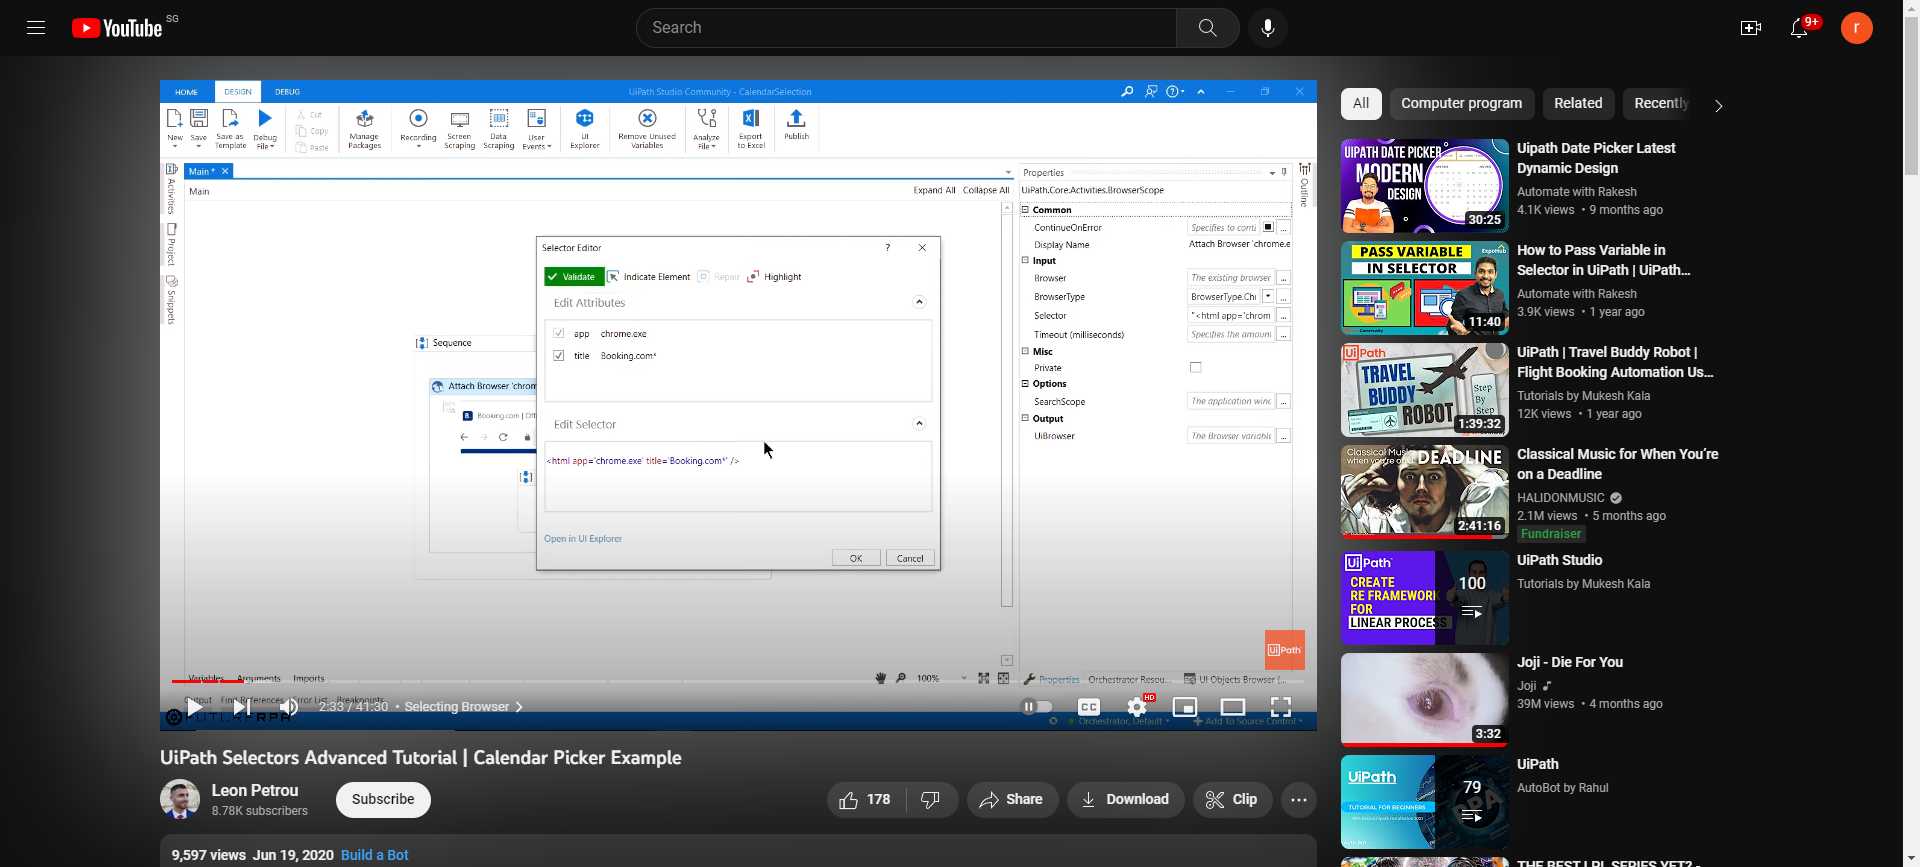 YouTube SG
Search
9+
r
HOME DESIGN DEBUG
UiPath Studio Community - CalendarSelection
New
Save
Save as
Template
Debug
File
Cut
Copy
Paste
Manage
Packages
Recording
Screen
Scraping
Data
Scraping
User
Events
UI
Explorer
Remove Unused
Variables
Analyze
File
Export
to Excel
Publish
Activities
Project
Snippets
Main *
Main
Expand All Collapse All
Sequence
Attach Browser 'chrom
Booking.com | Off
Selector Editor
?
Validate
Indicate Element
Repair
Highlight
Edit Attributes
app chrome.exe
title Booking.com*
Edit Selector
<html app='chrome.exe' title='Booking.com*' />
Open in UI Explorer
OK
Cancel
Properties
UiPath.Core.Activities.BrowserScope
Common
ContinueOnError Specifies to conti
Display Name Attach Browser 'chrome.e
Input
Browser The existing browser
BrowserType BrowserType.Chr
Selector "<html app='chrom
Timeout (milliseconds) Specifies the amount
Misc
Private
Options
SearchScope The application wind
Output
UiBrowser The Browser variable
Outline
UiPath
Variables Arguments Imports
100%
Properties Orchestrator Resou... UI Objects Browser (...
Output Find References Error List Breakpoints
2:33 / 41:30 • Selecting Browser
CC
HD
FUTURE RPA
Orchestrator, Default
Add to Source Control
UiPath Selectors Advanced Tutorial | Calendar Picker Example
Leon Petrou
8.78K subscribers
Subscribe
178
Share
Download
Clip
9,597 views Jun 19, 2020 Build a Bot
All
Computer program
Related
Recently
UIPATH DATE PICKER
MODERN
DESIGN
30:25
Uipath Date Picker Latest
Dynamic Design
Automate with Rakesh
4.1K views • 9 months ago
PASS VARIABLE
IN SELECTOR
ExpoHub
Community
11:40
How to Pass Variable in
Selector in UiPath | UiPath...
Automate with Rakesh
3.9K views • 1 year ago
UiPath
TRAVEL
BUDDY
ROBOT
Step
By
Step
1:39:32
UiPath | Travel Buddy Robot |
Flight Booking Automation Us...
Tutorials by Mukesh Kala
12K views • 1 year ago
Classical Music
when you're on a
DEADLINE
2:41:16
Classical Music for When You're
on a Deadline
HALIDONMUSIC
2.1M views • 5 months ago
Fundraiser
UiPath
CREATE
RE FRAMEWORK
FOR
LINEAR PROCESS
100
UiPath Studio
Tutorials by Mukesh Kala
3:32
Joji - Die For You
Joji
39M views • 4 months ago
UiPath
TUTORIAL FOR BEGINNERS
79
RPA
UiPath
AutoBot by Rahul
THE BEST LPL SERIES YET? -